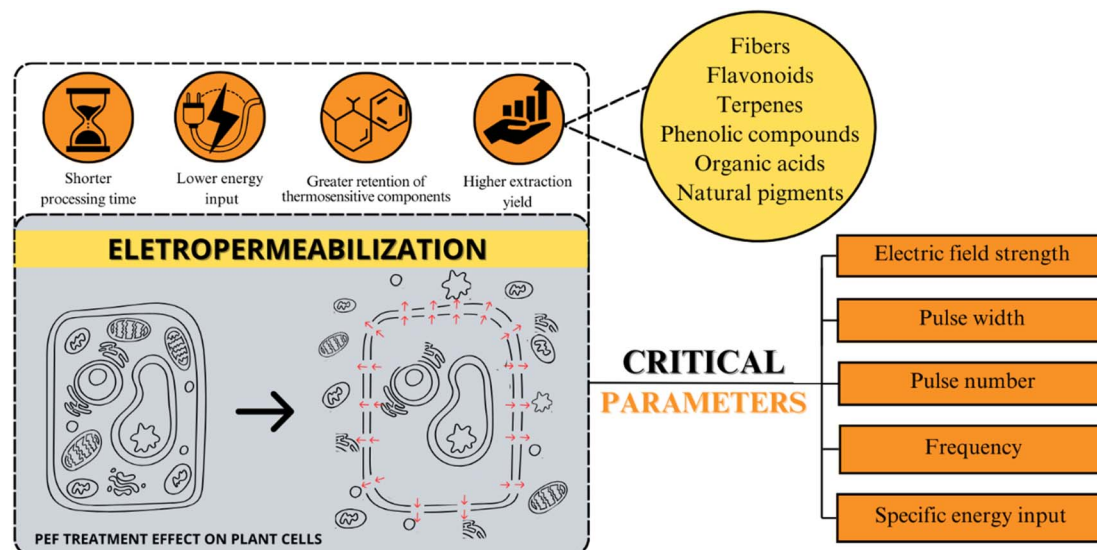 Fibers
Flavonoids
Terpenes
Phenolic compounds
Organic acids
Natural pigments
Shorter
processing time
Lower energy
input
Greater retention of
thermosensitive components
Higher extraction
yield
ELETROPERMEABILIZATION
PEF TREATMENT EFFECT ON PLANT CELLS
CRITICAL
PARAMETERS
Electric field strength
Pulse width
Pulse number
Frequency
Specific energy input